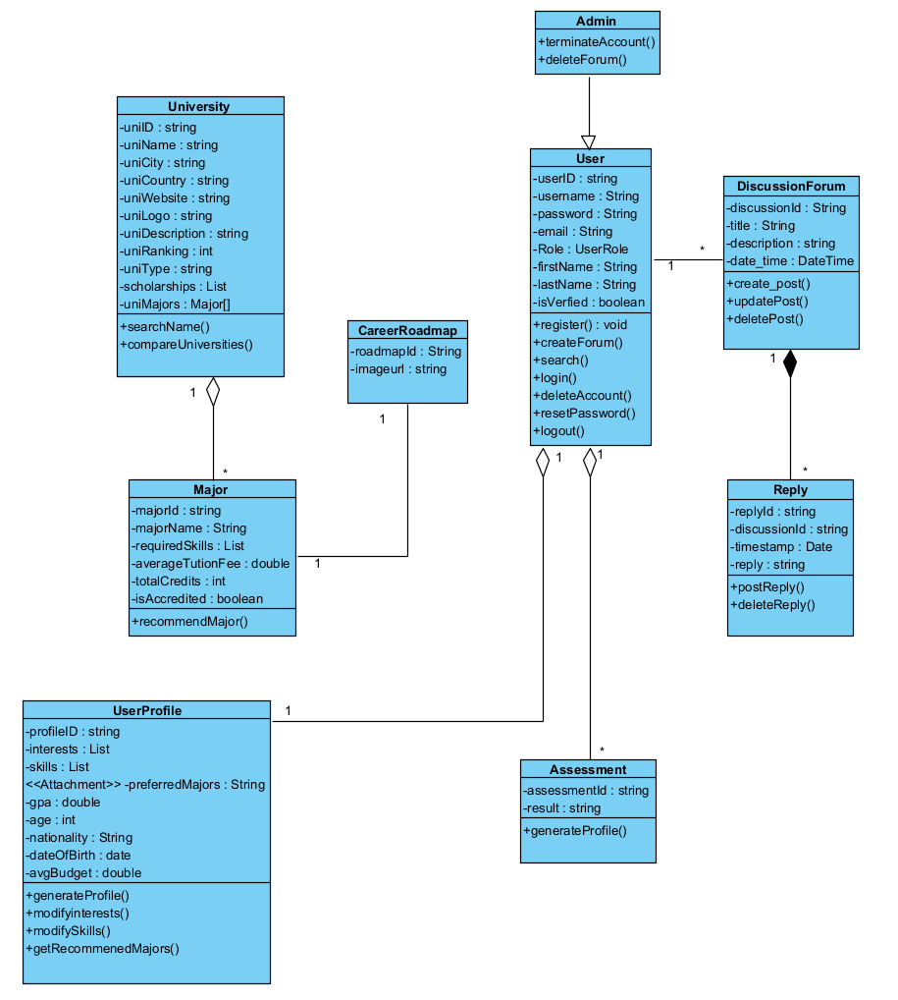 Admin
+terminateAccount()
+deleteForum()
University
-uniID : string
-uniName : string
-uniCity : string
-uniCountry : string
-uniWebsite : string
-uniLogo : string
-uniDescription : string
-uniRanking : int
-uniType : string
-scholarships : List
-uniMajors : Major[]
+searchName()
+compareUniversities()
1
*
User
-userID : string
-username : String
-password : String
-email : String
-Role : UserRole
-firstName : String
-lastName : String
-isVerfied : boolean
+register() : void
+createForum()
+search()
+login()
+deleteAccount()
+resetPassword()
+logout()
1
*
DiscussionForum
-discussionId : String
-title : String
-description : string
-date_time : DateTime
+create_post()
+updatePost()
+deletePost()
1
*
CareerRoadmap
-roadmapId : String
-imageurl : string
1
1
Major
-majorId : string
-majorName : String
-requiredSkills : List
-averageTutionFee : double
-totalCredits : int
-isAccredited : boolean
+recommendMajor()
1
1
Reply
-replyId : string
-discussionId : string
-timestamp : Date
-reply : string
+postReply()
+deleteReply()
UserProfile
-profileID : string
-interests : List
-skills : List
<<Attachment>> -preferredMajors : String
-gpa : double
-age : int
-nationality : String
-dateOfBirth : date
-avgBudget : double
+generateProfile()
+modifyinterests()
+modifySkills()
+getRecommenedMajors()
1
*
Assessment
-assessmentId : string
-result : string
+generateProfile()